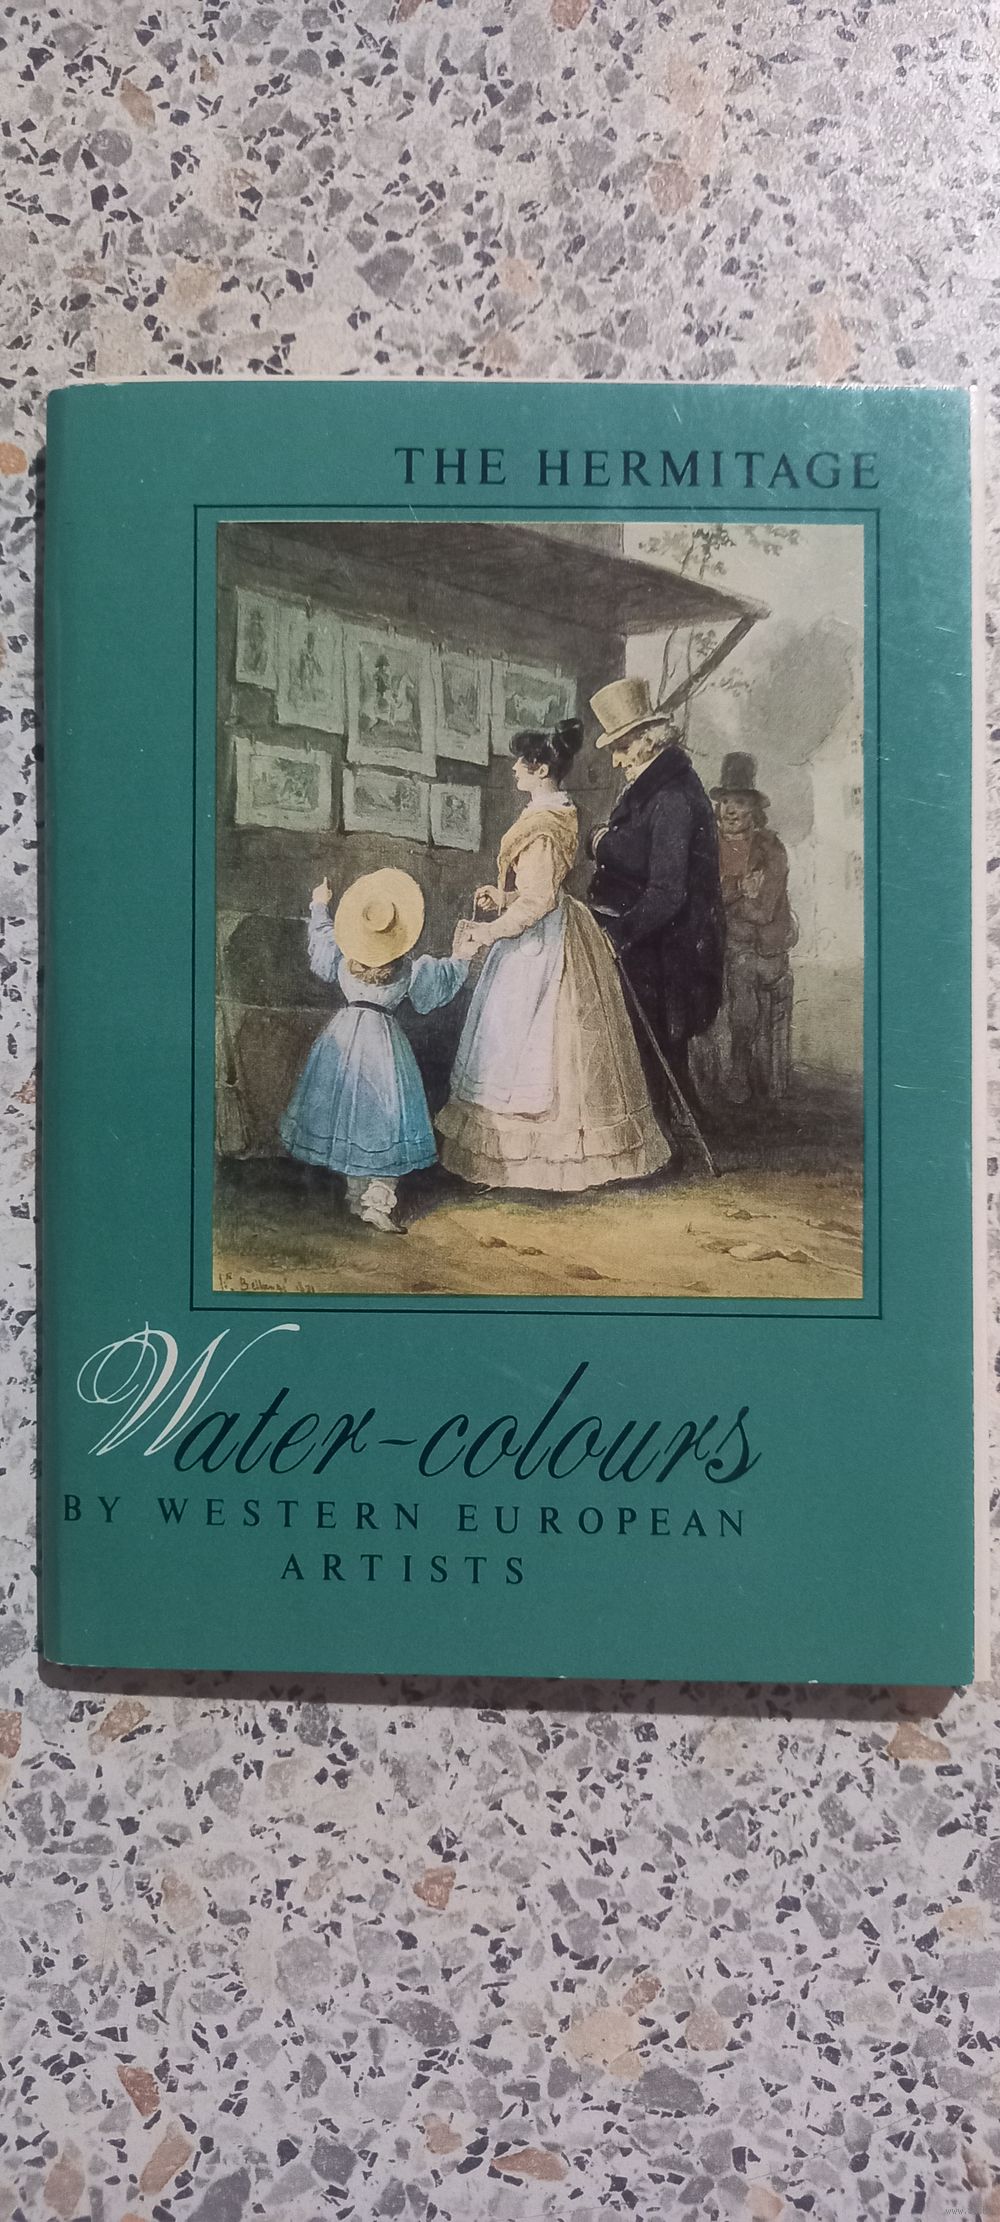 THE HERMITAGE
Water-colours
BY WESTERN EUROPEAN
ARTISTS